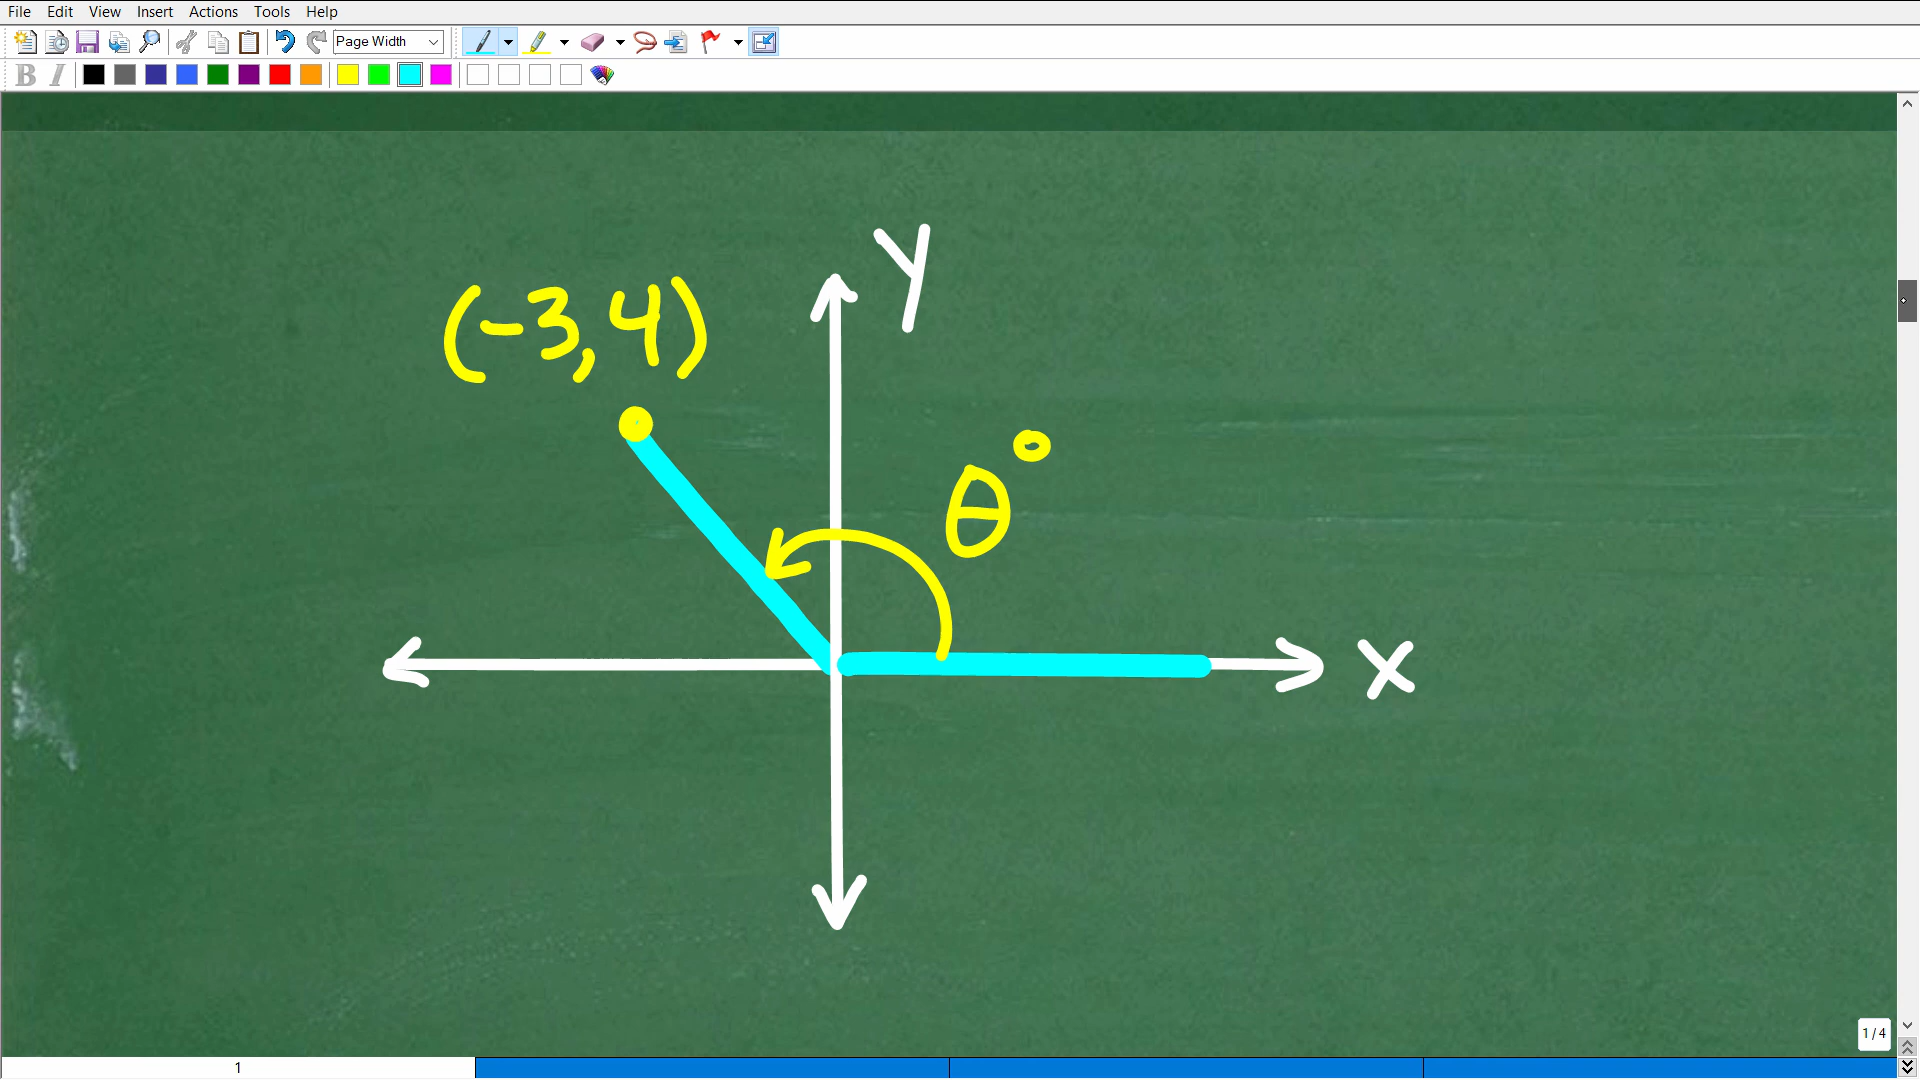 File Edit View Insert Actions Tools Help
Page Width
B I
y
(-3,4)
θ°
x
1 / 4
1